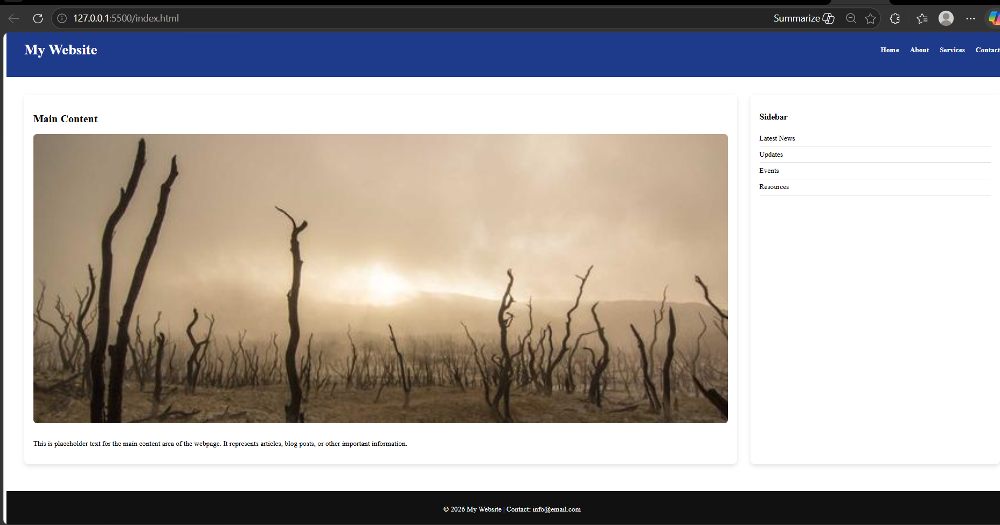 127.0.0.1:5500/index.html
Summarize
My Website
Home About Services Contact
Main Content
Sidebar
Latest News
Updates
Events
Resources
This is placeholder text for the main content area of the webpage. It represents articles, blog posts, or other important information.
© 2026 My Website | Contact: info@email.com